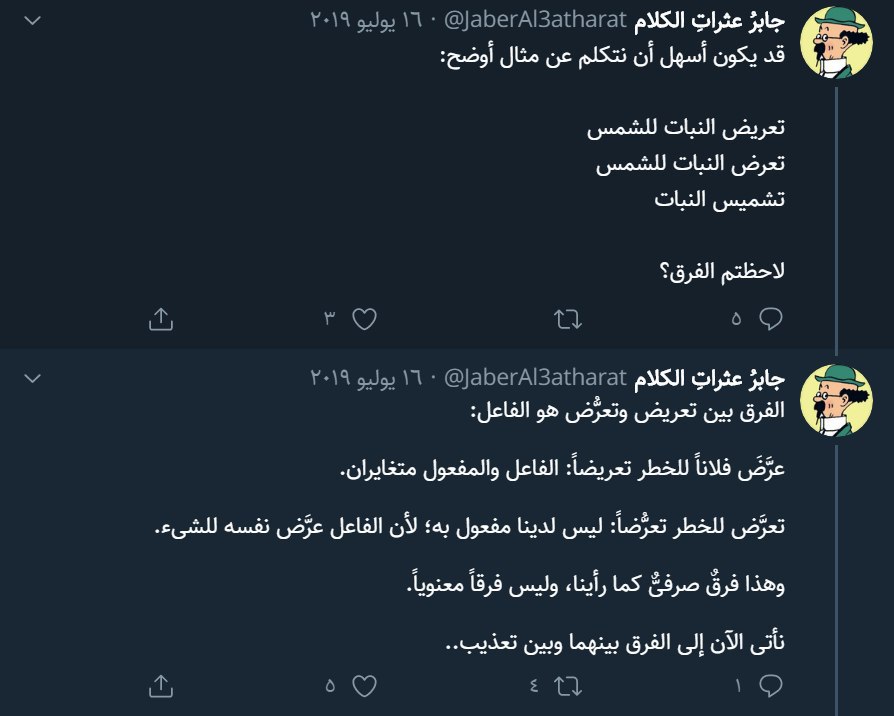 جابرُ عثراتِ الكلام @JaberAl3atharat · ١٦ يوليو ٢٠١٩
قد يكون أسهل أن نتكلم عن مثال أوضح:
تعريض النبات للشمس
تعرض النبات للشمس
تشميس النبات
لاحظتم الفرق؟
٥ ٣
جابرُ عثراتِ الكلام @JaberAl3atharat · ١٦ يوليو ٢٠١٩
الفرق بين تعريض وتعرُّض هو الفاعل:
عرَّضَ فلاناً للخطر تعريضاً: الفاعل والمفعول متغايران.
تعرَّض للخطر تعرُّضاً: ليس لدينا مفعول به؛ لأن الفاعل عرَّض نفسه للشىء.
وهذا فرقٌ صرفىٌّ كما رأينا، وليس فرقاً معنوياً.
نأتى الآن إلى الفرق بينهما وبين تعذيب..
١ ٤ ٥